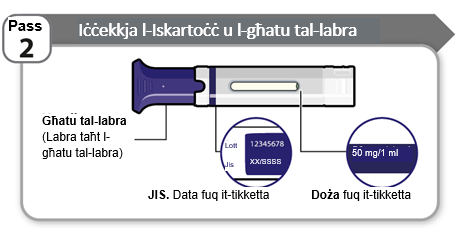 Pass
2
Iċċekkja l-Iskartoċċ u l-għatu tal-labra
Għatu tal-labra
(Labra taħt l-
għatu tal-labra)
Lott 12345678
Jis XX/SSSS
50 mg/1 ml
JIS. Data fuq it-tikketta
Doża fuq it-tikketta